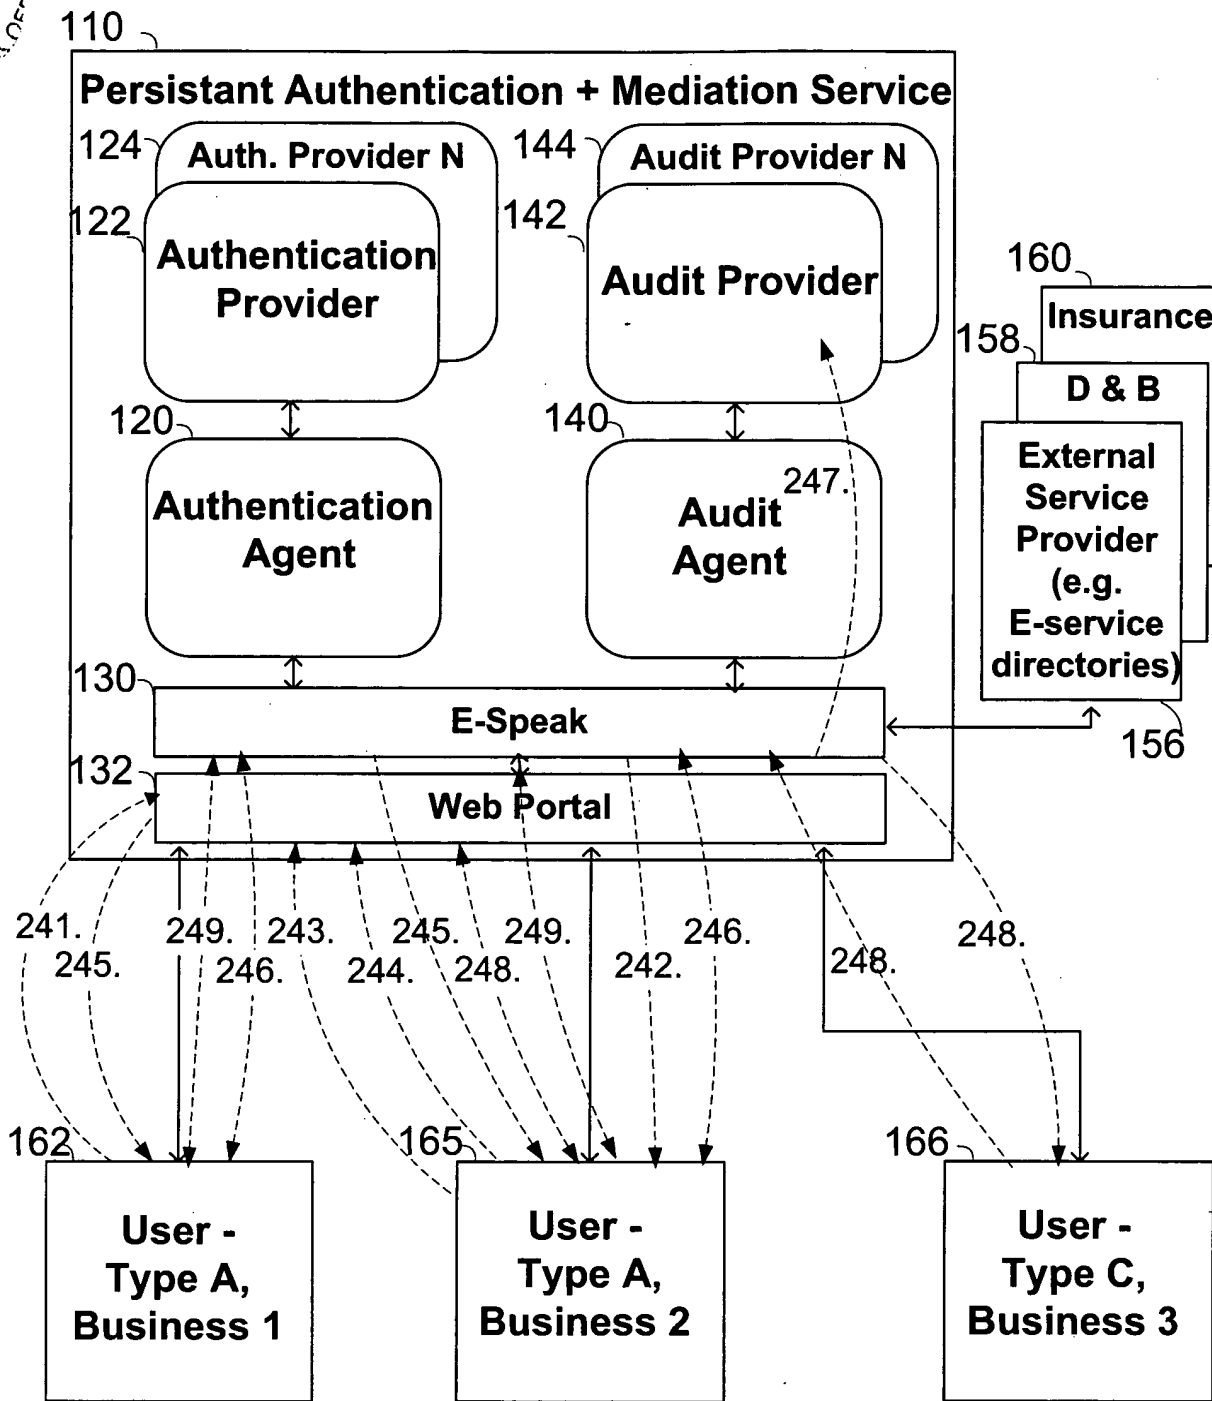 110
Persistant Authentication + Mediation Service
124
Auth. Provider N
144
Audit Provider N
122
Authentication
Provider
142
Audit Provider
160
Insurance
158
D & B
120
Authentication
Agent
140
Audit
Agent
247.
External
Service
Provider
(e.g.
E-service
directories)
156
130
E-Speak
132
Web Portal
241.
245.
249.
246.
243.
244.
245.
248.
249.
242.
246.
248.
248.
162
User -
Type A,
Business 1
165
User -
Type A,
Business 2
166
User -
Type C,
Business 3